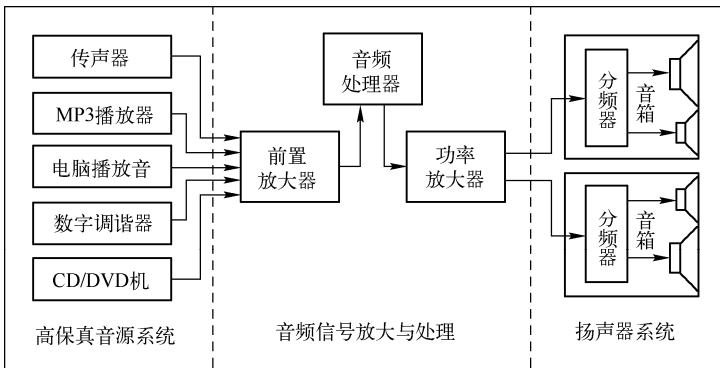 传声器
MP3播放器
电脑播放音
数字调谐器
CD/DVD机
高保真音源系统
前置
放大器
音频
处理器
功率
放大器
音频信号放大与处理
分频器
音箱
分频器
音箱
扬声器系统